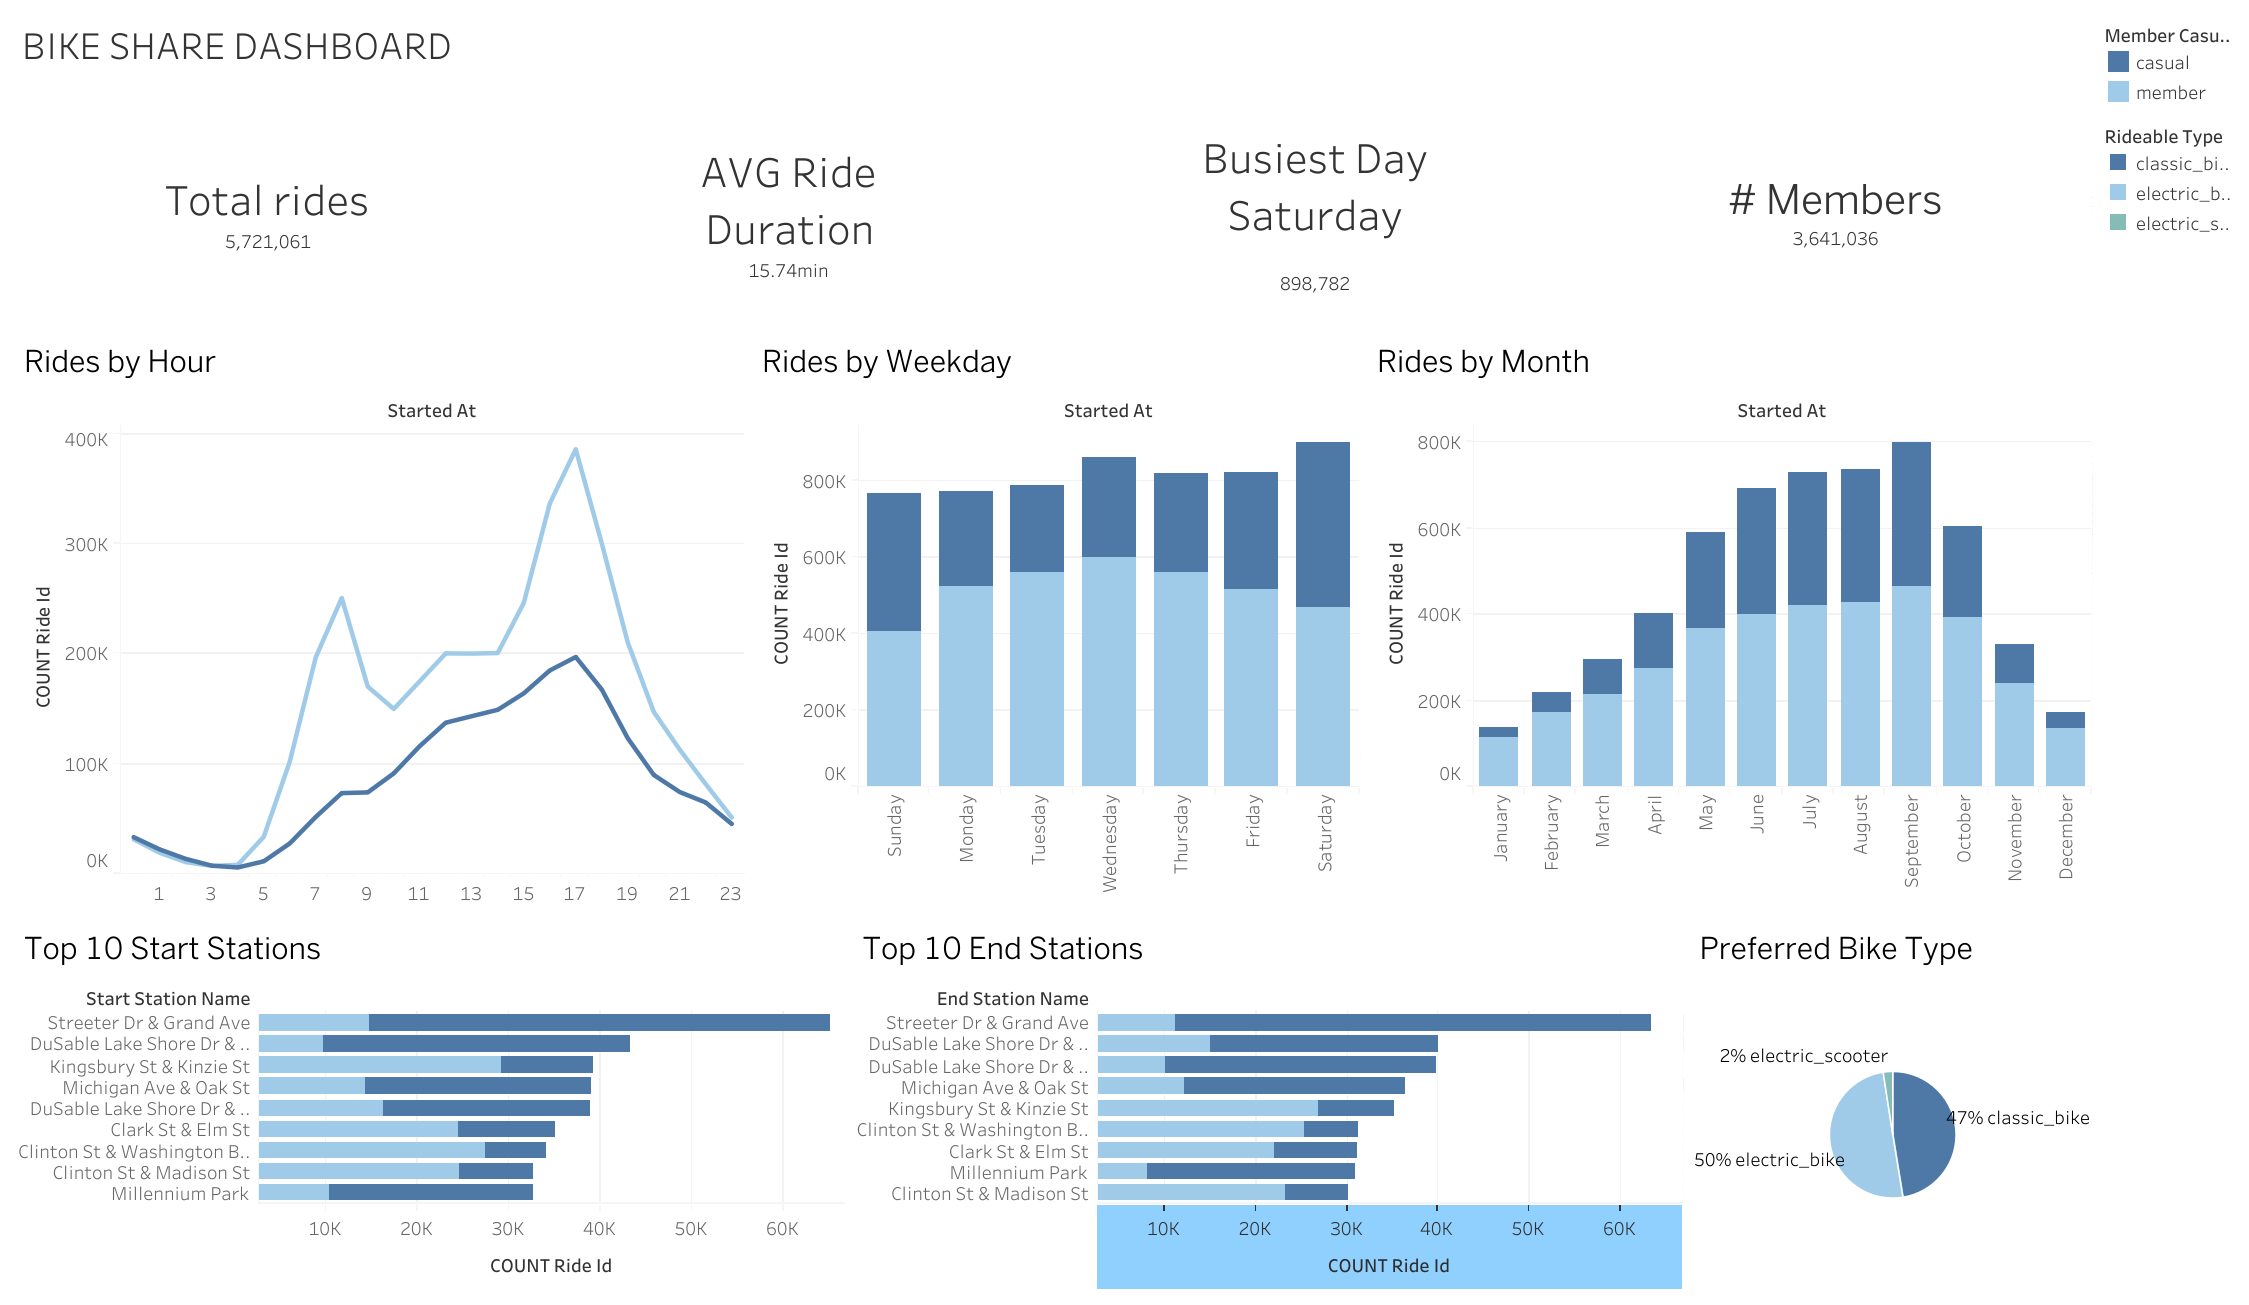 BIKE SHARE DASHBOARD
Member Casu..
casual
member
Rideable Type
classic_bi..
electric_b..
electric_s..
Total rides
5,721,061
AVG Ride
Duration
15.74min
Busiest Day
Saturday
898,782
# Members
3,641,036
Rides by Hour
Started At
COUNT Ride Id
400K
300K
200K
100K
0K
1 3 5 7 9 11 13 15 17 19 21 23
Rides by Weekday
Started At
COUNT Ride Id
800K
600K
400K
200K
0K
Sunday
Monday
Tuesday
Wednesday
Thursday
Friday
Saturday
Rides by Month
Started At
COUNT Ride Id
800K
600K
400K
200K
0K
January
February
March
April
May
June
July
August
September
October
November
December
Top 10 Start Stations
Start Station Name
Streeter Dr & Grand Ave
DuSable Lake Shore Dr & ..
Kingsbury St & Kinzie St
Michigan Ave & Oak St
DuSable Lake Shore Dr & ..
Clark St & Elm St
Clinton St & Washington B..
Clinton St & Madison St
Millennium Park
10K 20K 30K 40K 50K 60K
COUNT Ride Id
Top 10 End Stations
End Station Name
Streeter Dr & Grand Ave
DuSable Lake Shore Dr & ..
DuSable Lake Shore Dr & ..
Michigan Ave & Oak St
Kingsbury St & Kinzie St
Clinton St & Washington B..
Clark St & Elm St
Millennium Park
Clinton St & Madison St
10K 20K 30K 40K 50K 60K
COUNT Ride Id
Preferred Bike Type
2% electric_scooter
47% classic_bike
50% electric_bike